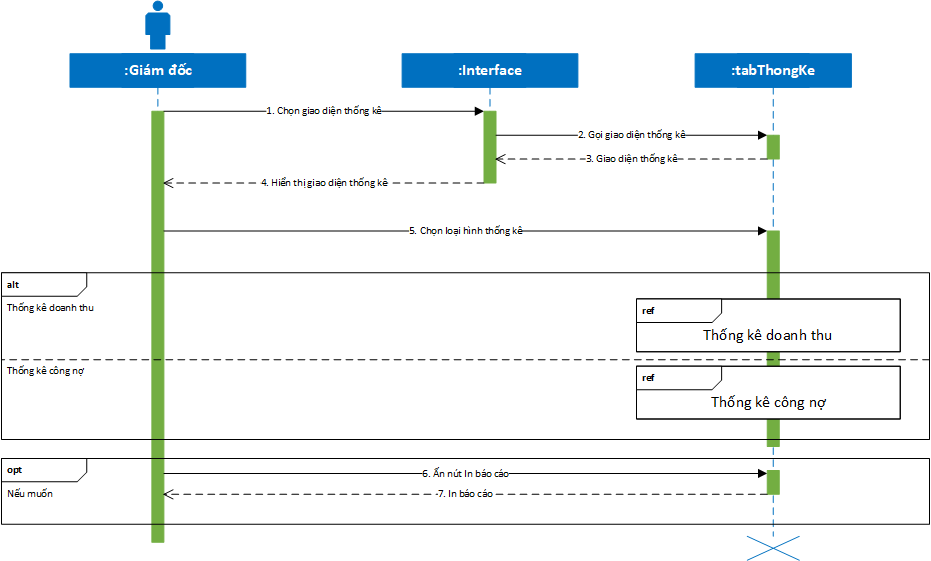 :Giám đốc
:Interface
:tabThongKe
1. Chọn giao diện thống kê
2. Gọi giao diện thống kê
3. Giao diện thống kê
4. Hiển thị giao diện thống kê
5. Chọn loại hình thống kê
alt
Thống kê doanh thu
ref
Thống kê doanh thu
Thống kê công nợ
ref
Thống kê công nợ
opt
Nếu muốn
6. Ấn nút In báo cáo
7. In báo cáo